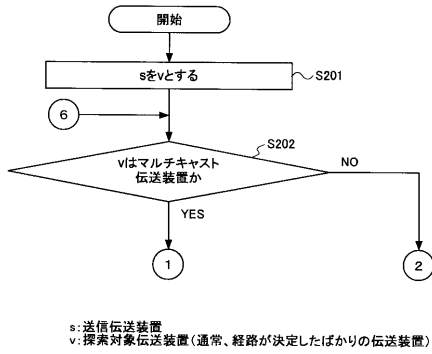 開始
sをvとする
S201
6
S202
vはマルチキャスト
伝送装置か
NO
YES
1
2
s:送信伝送装置
v:探索対象伝送装置(通常、経路が決定したばかりの伝送装置)